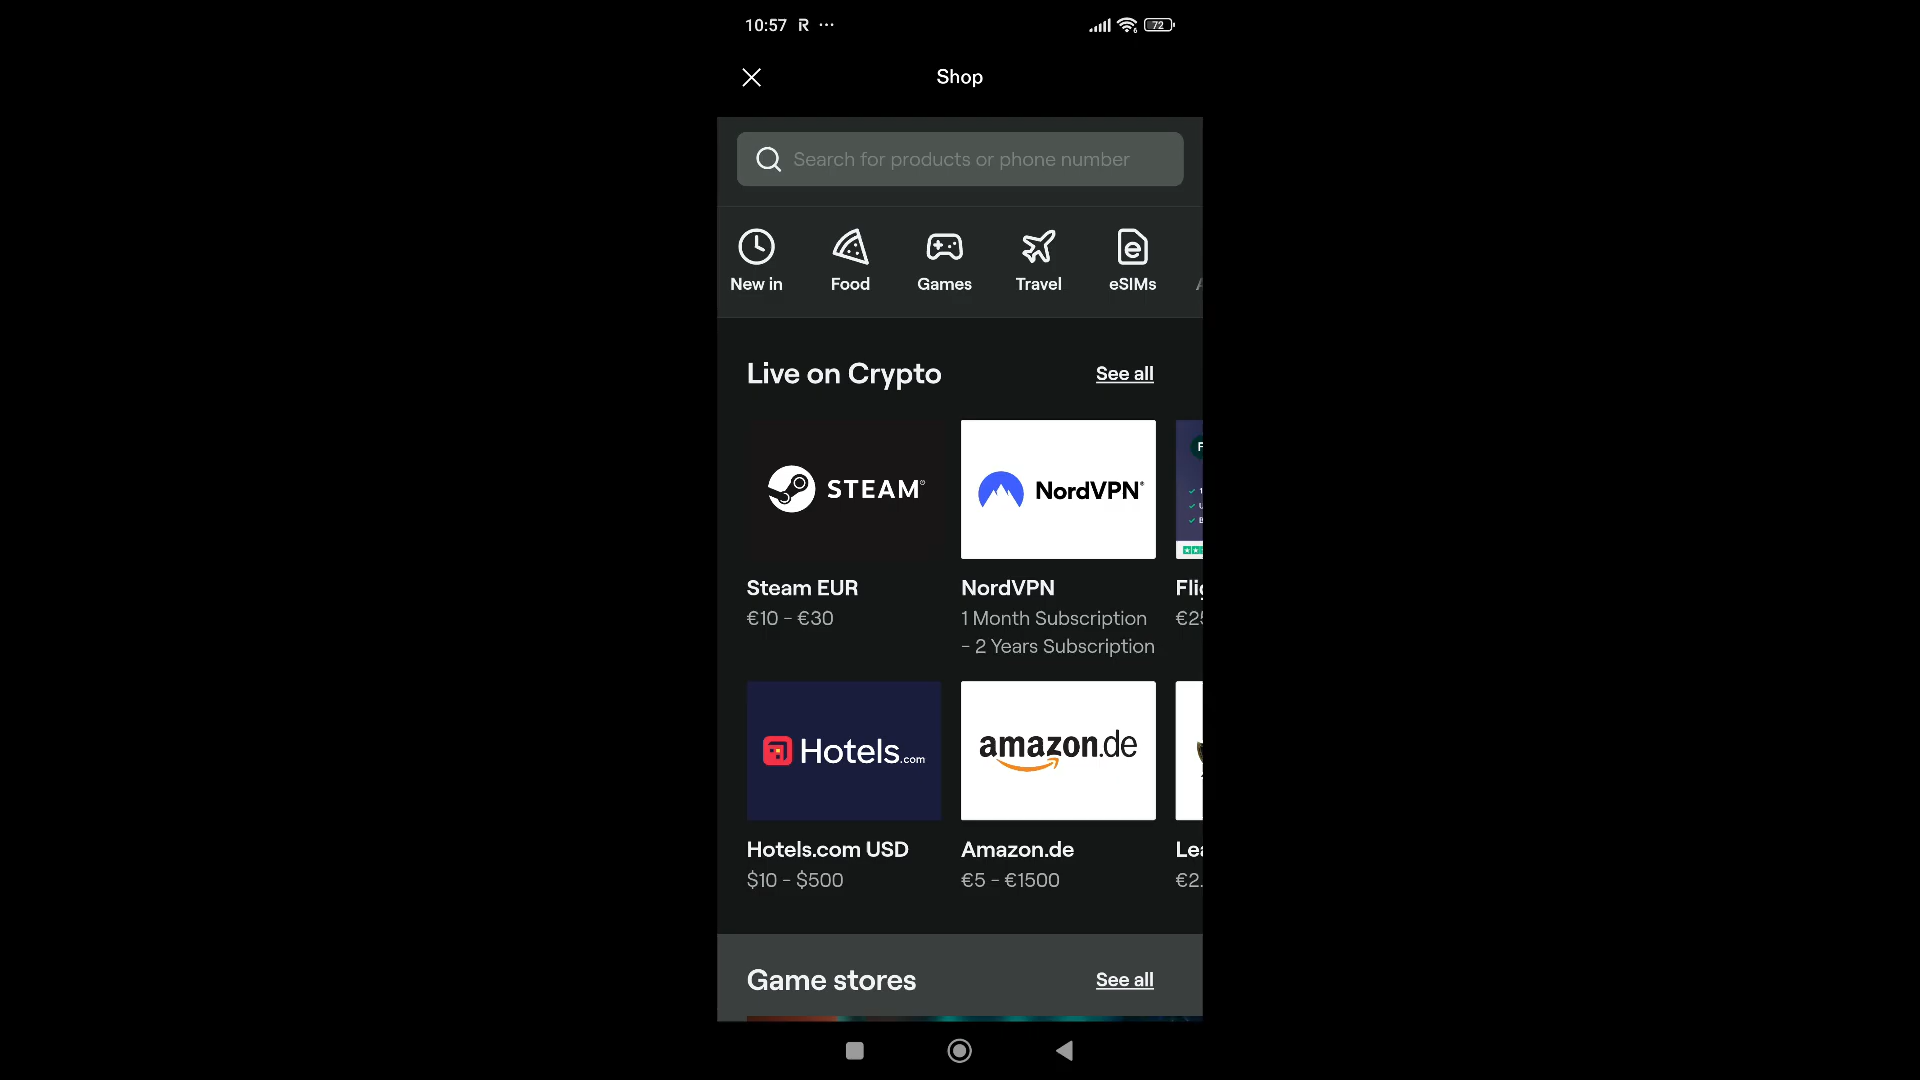 10:57 R ...
72
Shop
Search for products or phone number
New in
Food
Games
Travel
eSIMs
Live on Crypto
See all
STEAM®
NordVPN®
Steam EUR
€10 - €30
NordVPN
1 Month Subscription
- 2 Years Subscription
Hotels.com
amazon.de
Hotels.com USD
$10 - $500
Amazon.de
€5 - €1500
€2.
Game stores
See all